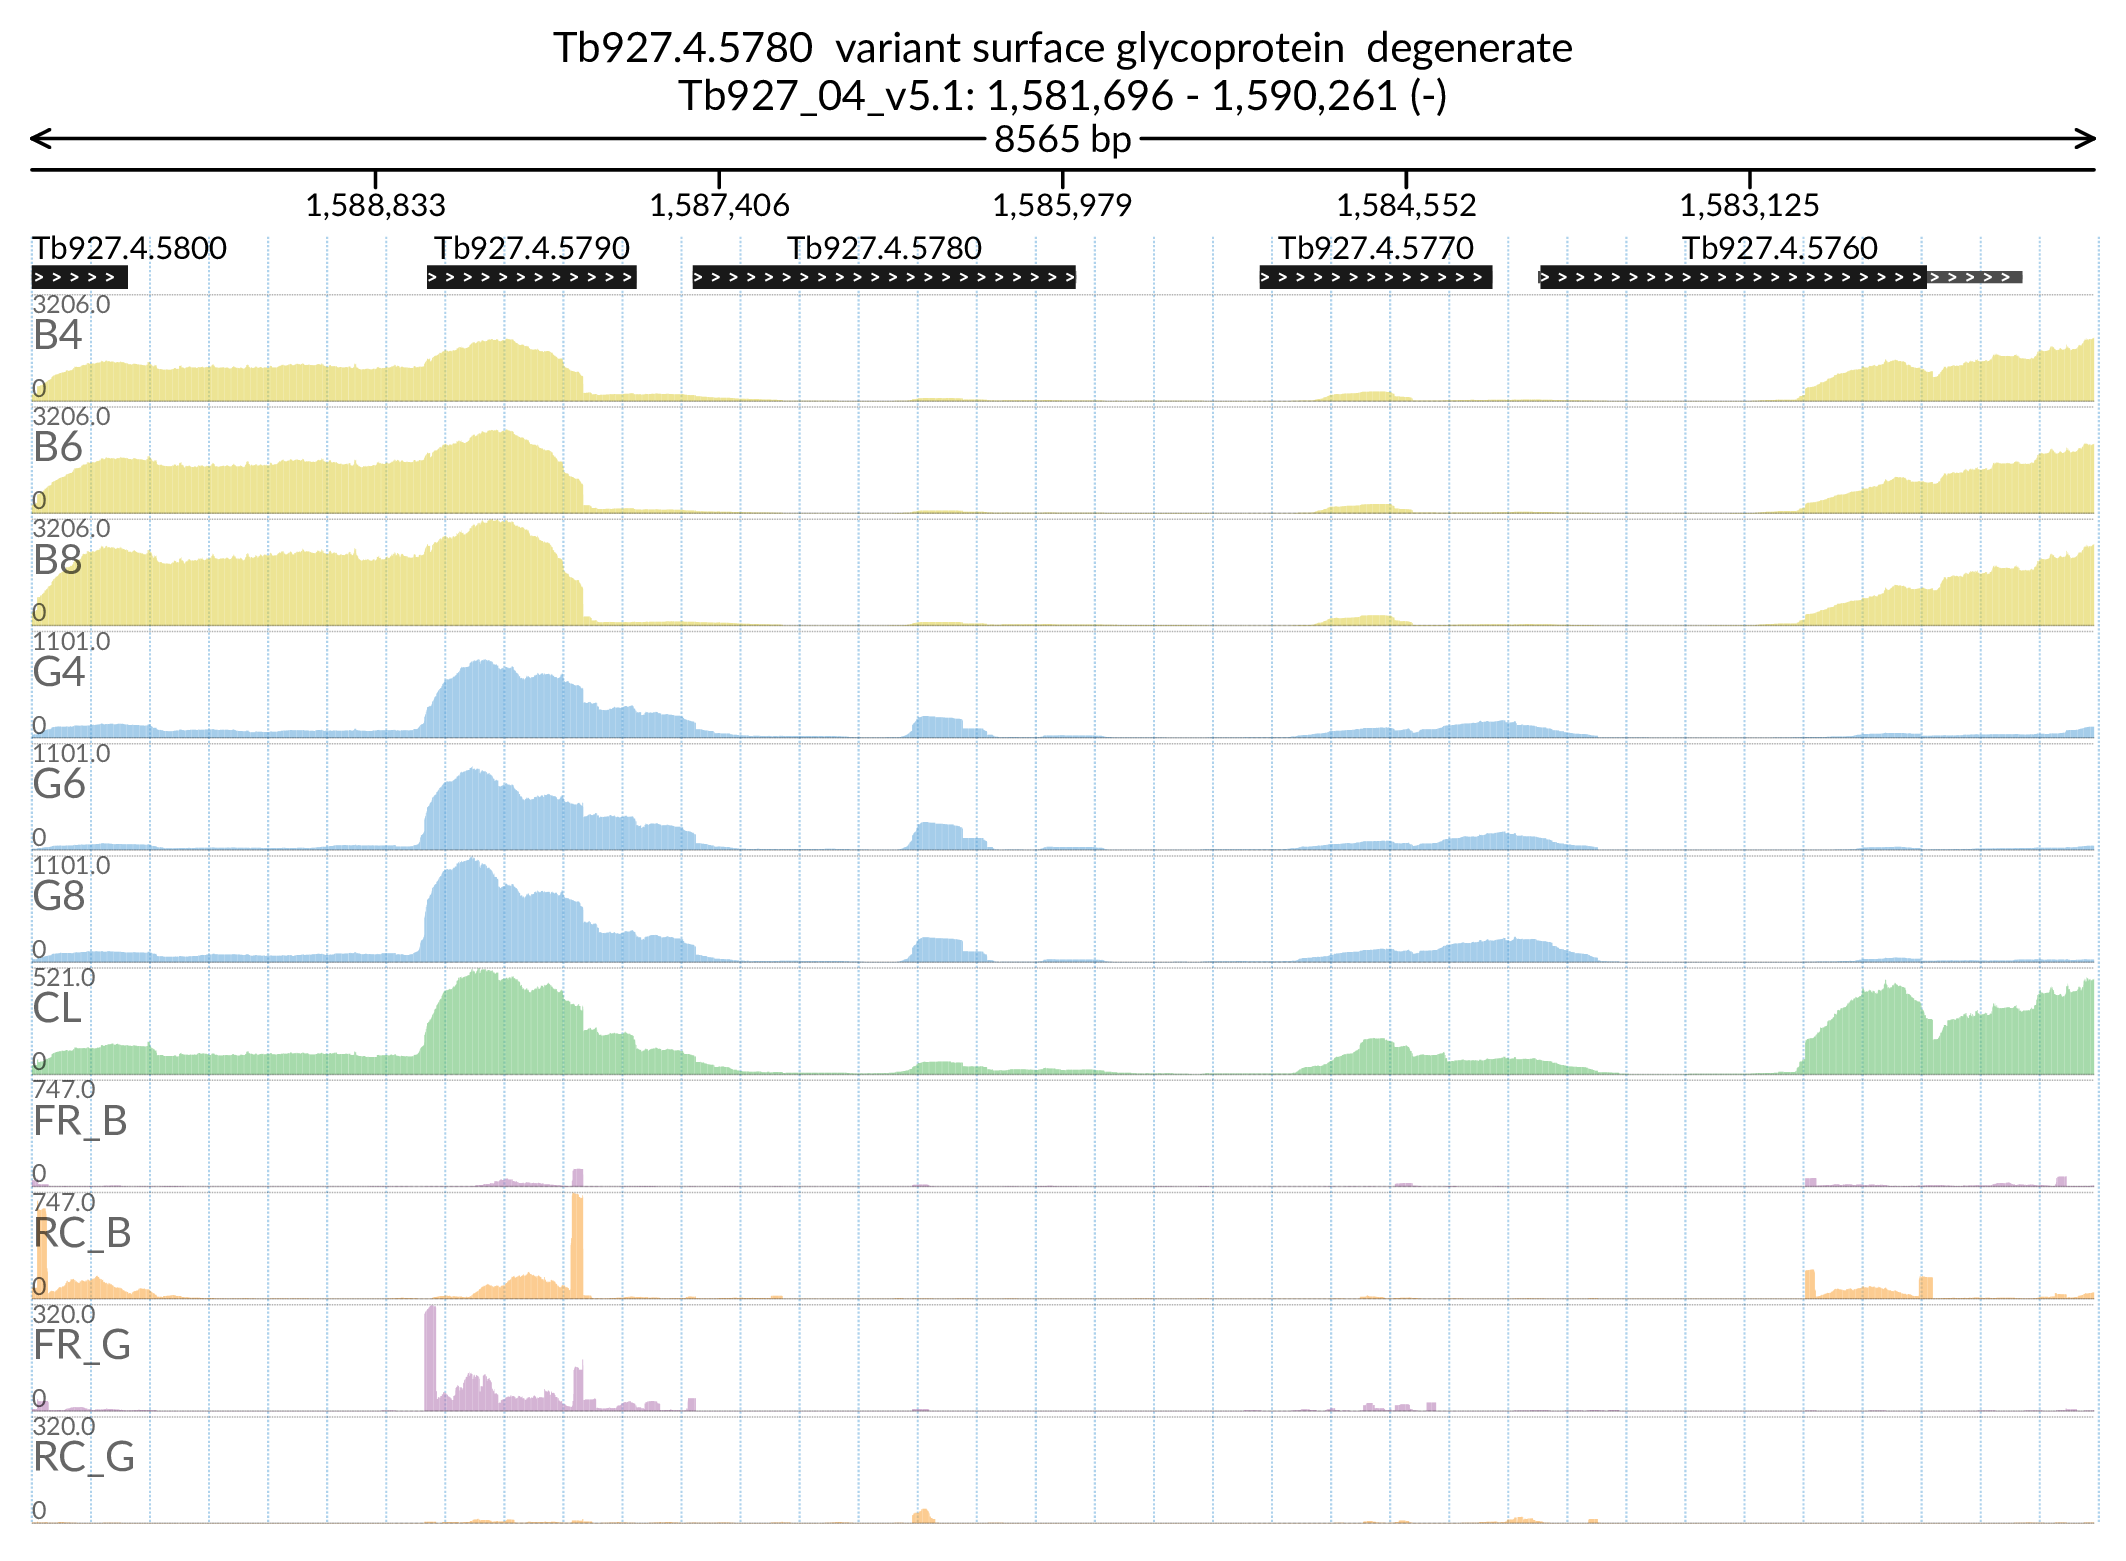 Tb927.4.5780  variant surface glycoprotein  degenerate
Tb927_04_v5.1: 1,581,696 - 1,590,261 (-)
8565 bp
1,588,833 1,587,406 1,585,979 1,584,552 1,583,125
Tb927.4.5800 Tb927.4.5790 Tb927.4.5780 Tb927.4.5770 Tb927.4.5760
3206.0
B4
0
3206.0
B6
0
3206.0
B8
0
1101.0
G4
0
1101.0
G6
0
1101.0
G8
0
521.0
CL
0
747.0
FR_B
0
747.0
RC_B
0
320.0
FR_G
0
320.0
RC_G
0